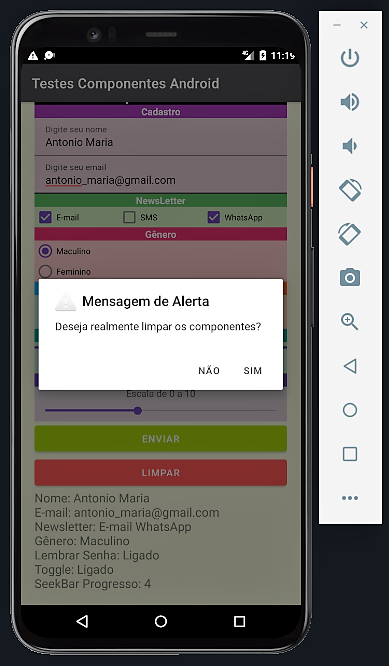 11:19
Testes Componentes Android
Cadastro
Digite seu nome
Antonio Maria
Digite seu email
antonio_maria@gmail.com
NewsLetter
E-mail SMS WhatsApp
Gênero
Maculino
Feminino
Mensagem de Alerta
Deseja realmente limpar os componentes?
NÃO SIM
Escala de 0 a 10
ENVIAR
LIMPAR
Nome: Antonio Maria
E-mail: antonio_maria@gmail.com
Newsletter: E-mail WhatsApp
Gênero: Maculino
Lembrar Senha: Ligado
Toggle: Ligado
SeekBar Progresso: 4